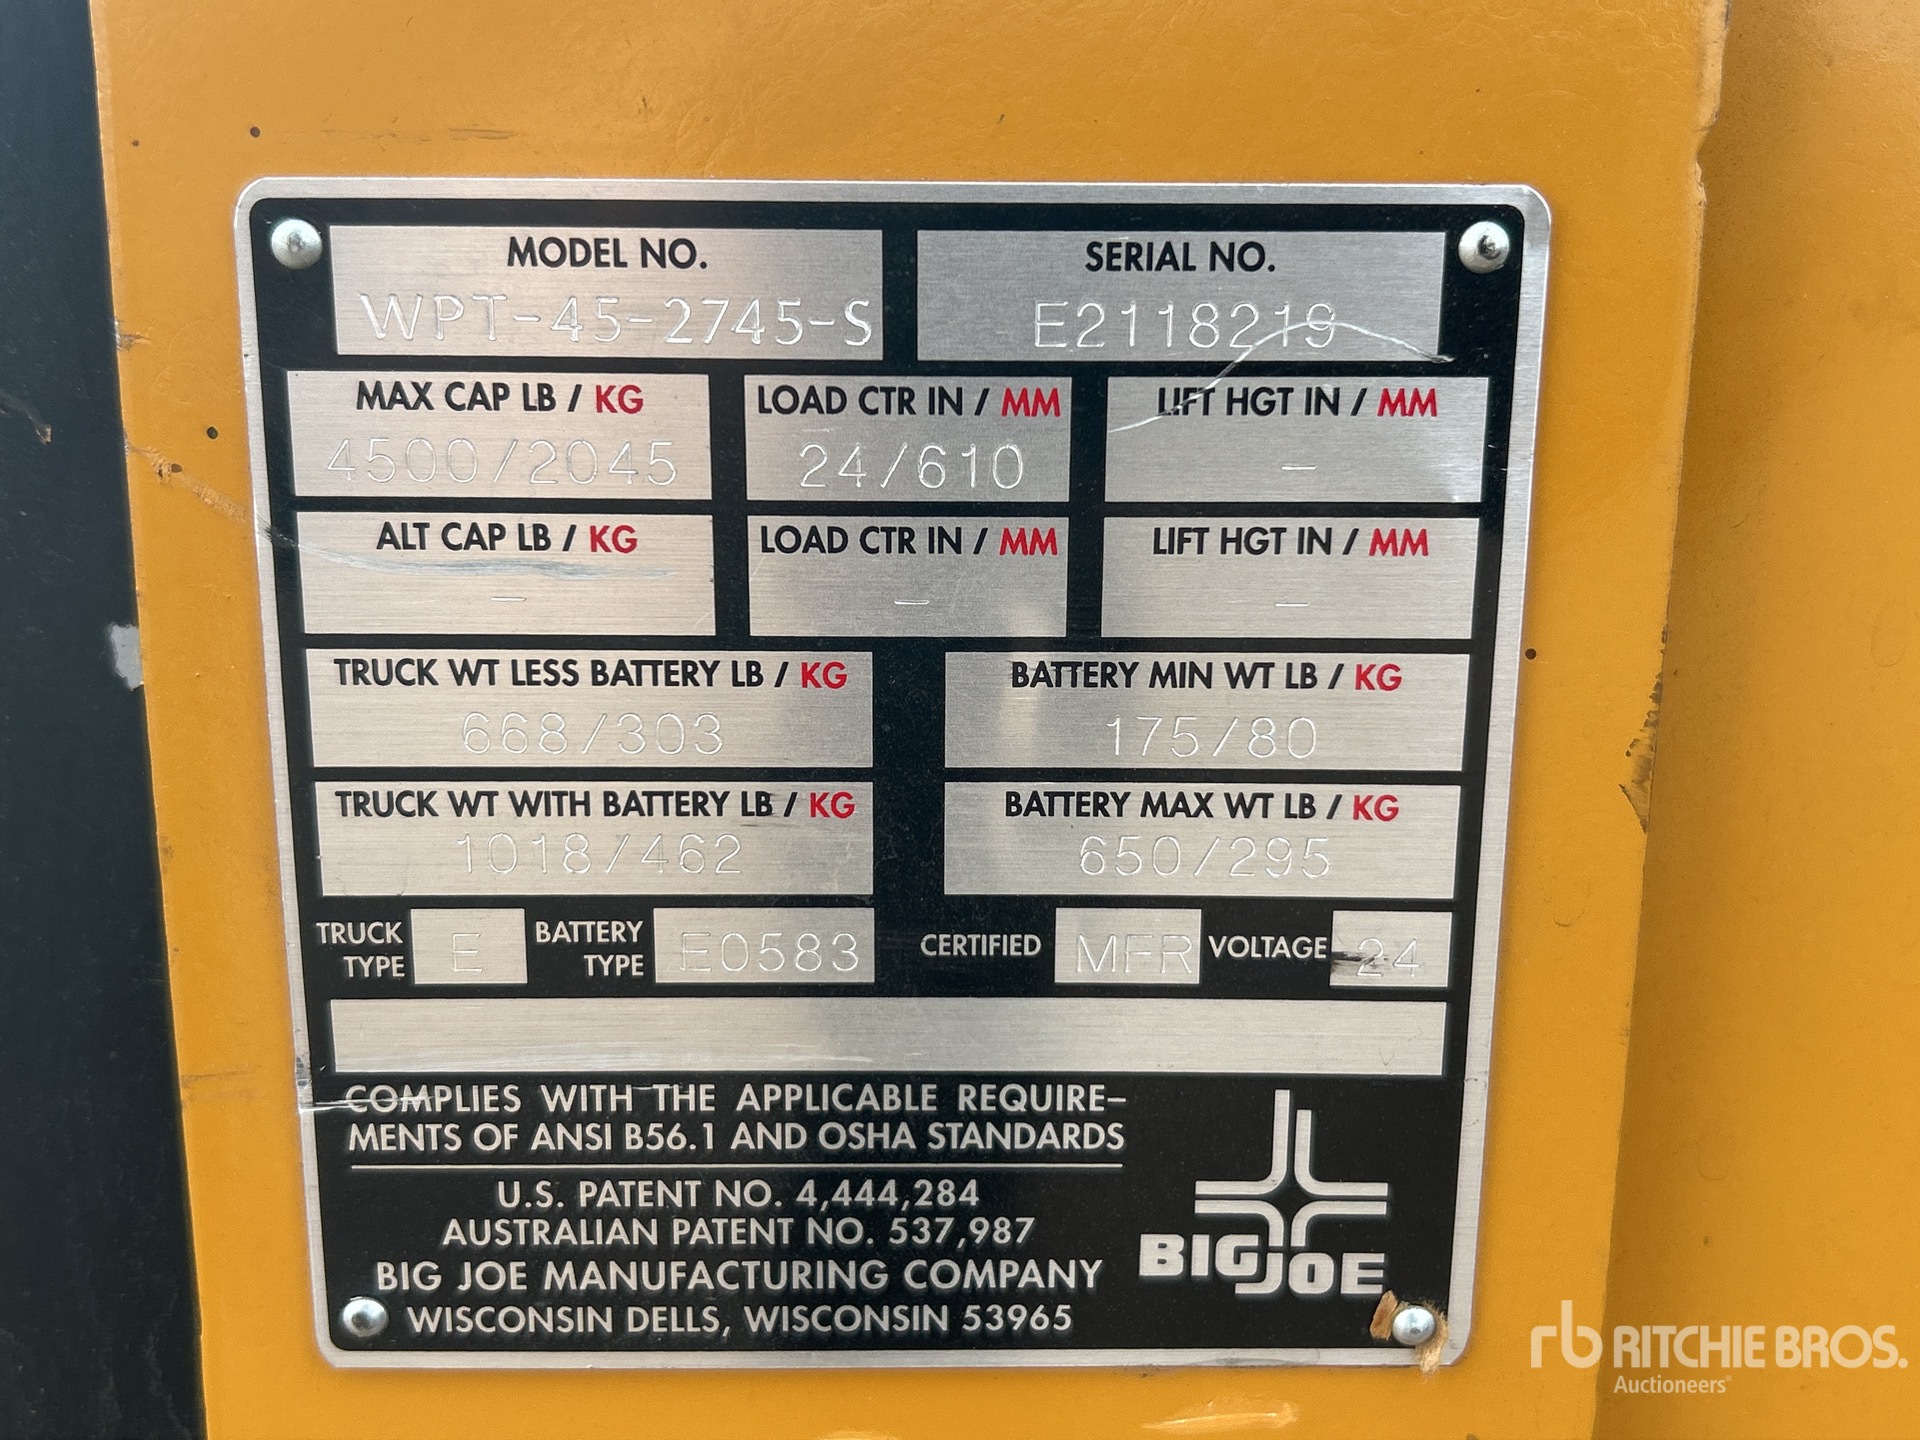 MODEL NO.
WPT-45-2745-S
SERIAL NO.
E2118219
MAX CAP LB / KG
4500/2045
LOAD CTR IN / MM
24/610
LIFT HGT IN / MM
-
ALT CAP LB / KG
-
LOAD CTR IN / MM
-
LIFT HGT IN / MM
-
TRUCK WT LESS BATTERY LB / KG
668/303
BATTERY MIN WT LB / KG
175/80
TRUCK WT WITH BATTERY LB / KG
1018/462
BATTERY MAX WT LB / KG
650/295
TRUCK TYPE
E
BATTERY TYPE
E0583
CERTIFIED
MFR
VOLTAGE
24
COMPLIES WITH THE APPLICABLE REQUIRE-
MENTS OF ANSI B56.1 AND OSHA STANDARDS
U.S. PATENT NO. 4,444,284
AUSTRALIAN PATENT NO. 537,987
BIG JOE MANUFACTURING COMPANY
WISCONSIN DELLS, WISCONSIN 53965
BIG JOE
rb RITCHIE BROS.
Auctioneers